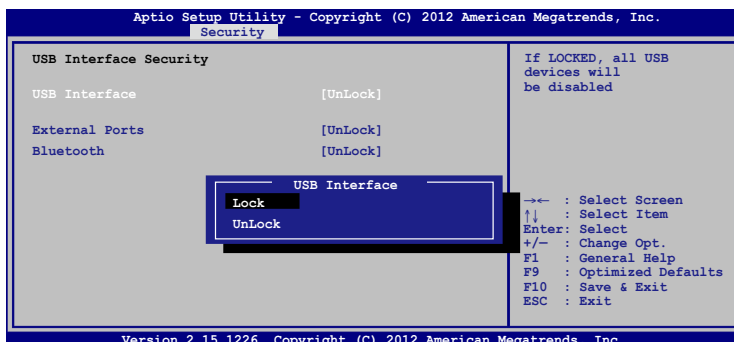 Aptio Setup Utility - Copyright (C) 2012 American Megatrends, Inc.
Security
USB Interface Security
USB Interface [UnLock]
External Ports [UnLock]
Bluetooth [UnLock]
If LOCKED, all USB
devices will
be disabled
USB Interface
Lock
UnLock
→← : Select Screen
↑↓ : Select Item
Enter: Select
+/— : Change Opt.
F1 : General Help
F9 : Optimized Defaults
F10 : Save & Exit
ESC : Exit
Version 2.15.1226. Copyright (C) 2012 American Megatrends, Inc.